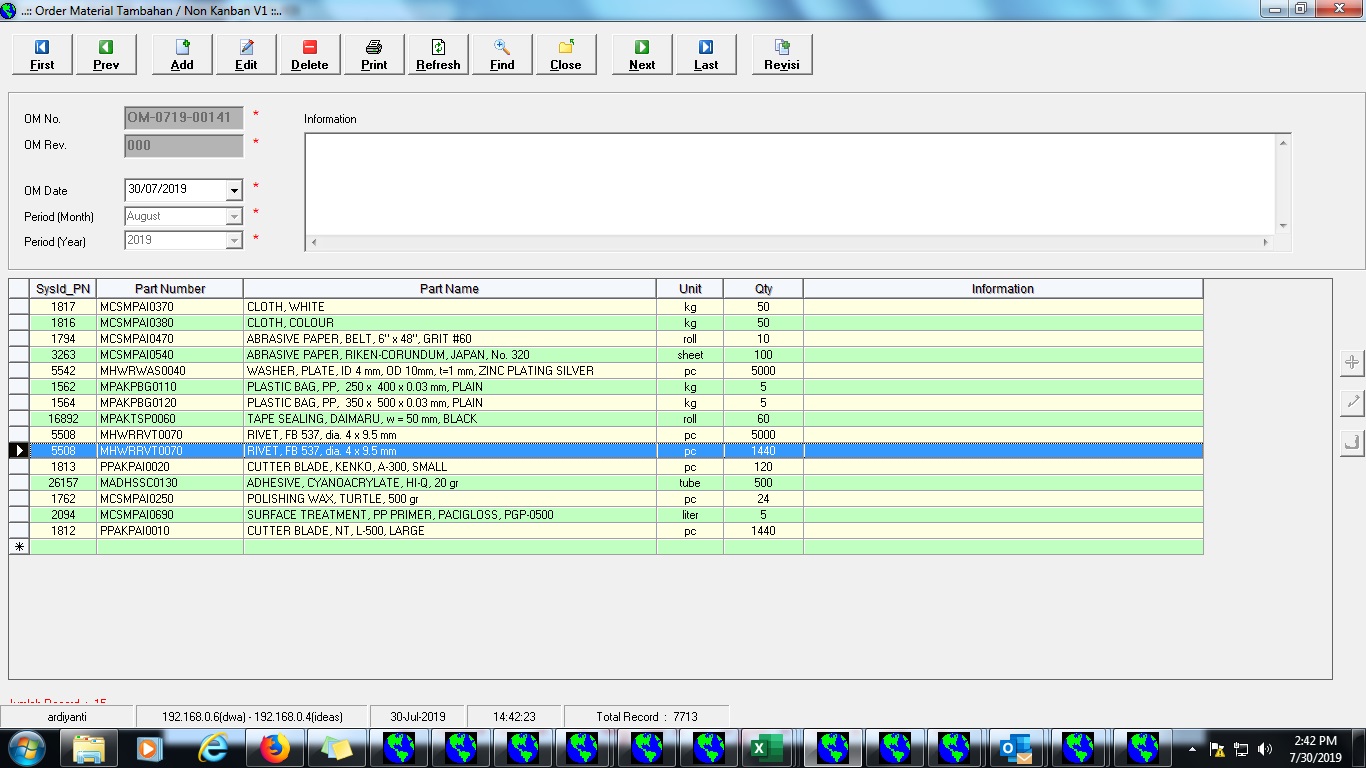 ..:: Order Material Tambahan / Non Kanban V1 ::..
First Prev Add Edit Delete Print Refresh Find Close Next Last Revisi
OM No. OM-0719-00141 * Information
OM Rev. 000 *
OM Date 30/07/2019 *
Period (Month) August *
Period (Year) 2019 *
SysId_PN Part Number Part Name Unit Qty Information
1817 MCSMPAI0370 CLOTH, WHITE kg 50
1816 MCSMPAI0380 CLOTH, COLOUR kg 50
1794 MCSMPAI0470 ABRASIVE PAPER, BELT, 6" x 48", GRIT #60 roll 10
3263 MCSMPAI0540 ABRASIVE PAPER, RIKEN-CORUNDUM, JAPAN, No. 320 sheet 100
5542 MHWRWAS0040 WASHER, PLATE, ID 4 mm, OD 10mm, t=1 mm, ZINC PLATING SILVER pc 5000
1562 MPAKPBG0110 PLASTIC BAG, PP, 250 x 400 x 0.03 mm, PLAIN kg 5
1564 MPAKPBG0120 PLASTIC BAG, PP, 350 x 500 x 0.03 mm, PLAIN kg 5
16892 MPAKTSP0060 TAPE SEALING, DAIMARU, w = 50 mm, BLACK roll 60
5508 MHWRRVT0070 RIVET, FB 537, dia. 4 x 9.5 mm pc 5000
5508 MHWRRVT0070 RIVET, FB 537, dia. 4 x 9.5 mm pc 1440
1813 PPAKPAI0020 CUTTER BLADE, KENKO, A-300, SMALL pc 120
26157 MADHSSC0130 ADHESIVE, CYANOACRYLATE, HI-Q, 20 gr tube 500
1762 MCSMPAI0250 POLISHING WAX, TURTLE, 500 gr pc 24
2094 MCSMPAI0690 SURFACE TREATMENT, PP PRIMER, PACIGLOSS, PGP-0500 liter 5
1812 PPAKPAI0010 CUTTER BLADE, NT, L-500, LARGE pc 1440
Jumlah Record : 15
ardiyanti 192.168.0.6(dwa) - 192.168.0.4(ideas) 30-Jul-2019 14:42:23 Total Record : 7713
2:42 PM
7/30/2019